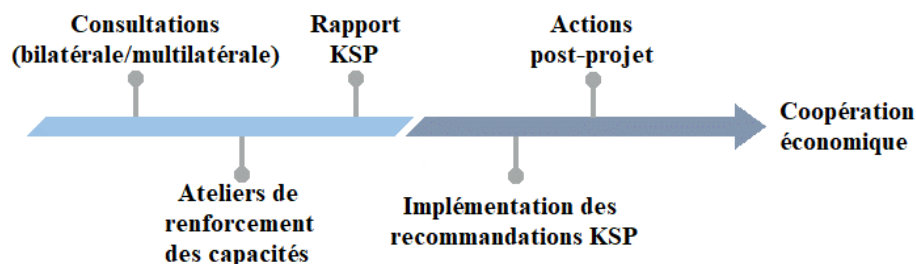 Consultations
(bilatérale/multilatérale)
Rapport
KSP
Actions
post-projet
Coopération
économique
Ateliers de
renforcement
des capacités
Implémentation des
recommandations KSP